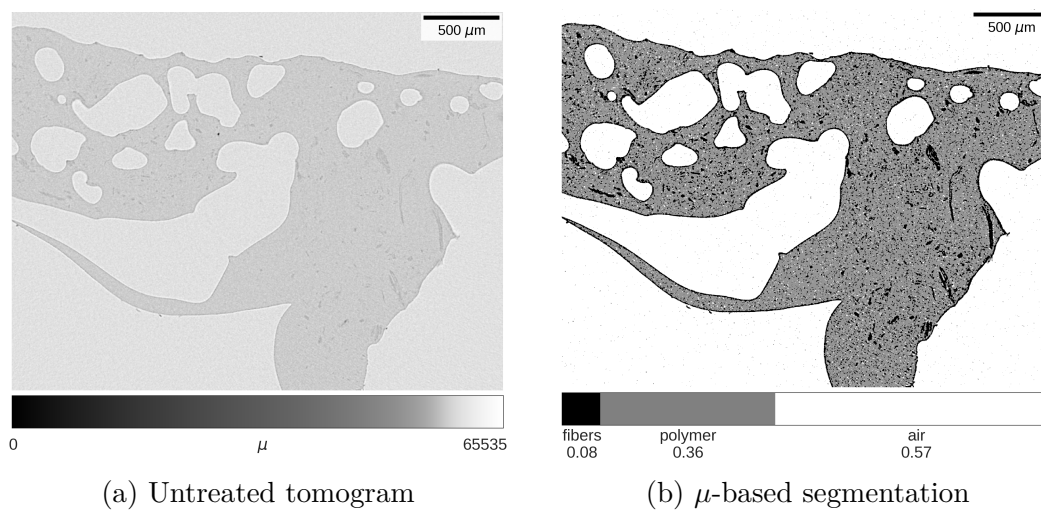 500 μm
500 μm
0 μ 65535
fibers polymer air
0.08 0.36 0.57
(a) Untreated tomogram
(b) μ-based segmentation